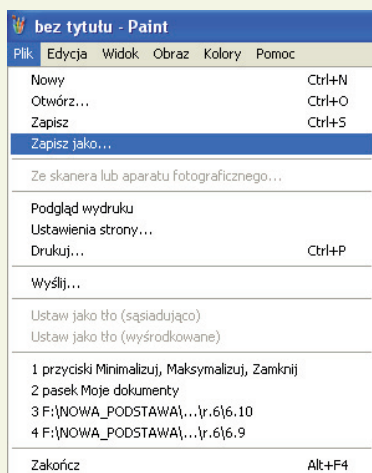 bez tytułu - Paint
Plik Edycja Widok Obraz Kolory Pomoc
Nowy Ctrl+N
Otwórz... Ctrl+O
Zapisz Ctrl+S
Zapisz jako...
Ze skanera lub aparatu fotograficznego...
Podgląd wydruku
Ustawienia strony...
Drukuj... Ctrl+P
Wyślij...
Ustaw jako tło (sąsiadująco)
Ustaw jako tło (wyśrodkowane)
1 przyciski Minimalizuj, Maksymalizuj, Zamknij
2 pasek Moje dokumenty
3 F:\NOWA_PODSTAWA\...\r.6\6.10
4 F:\NOWA_PODSTAWA\...\r.6\6.9
Zakończ Alt+F4